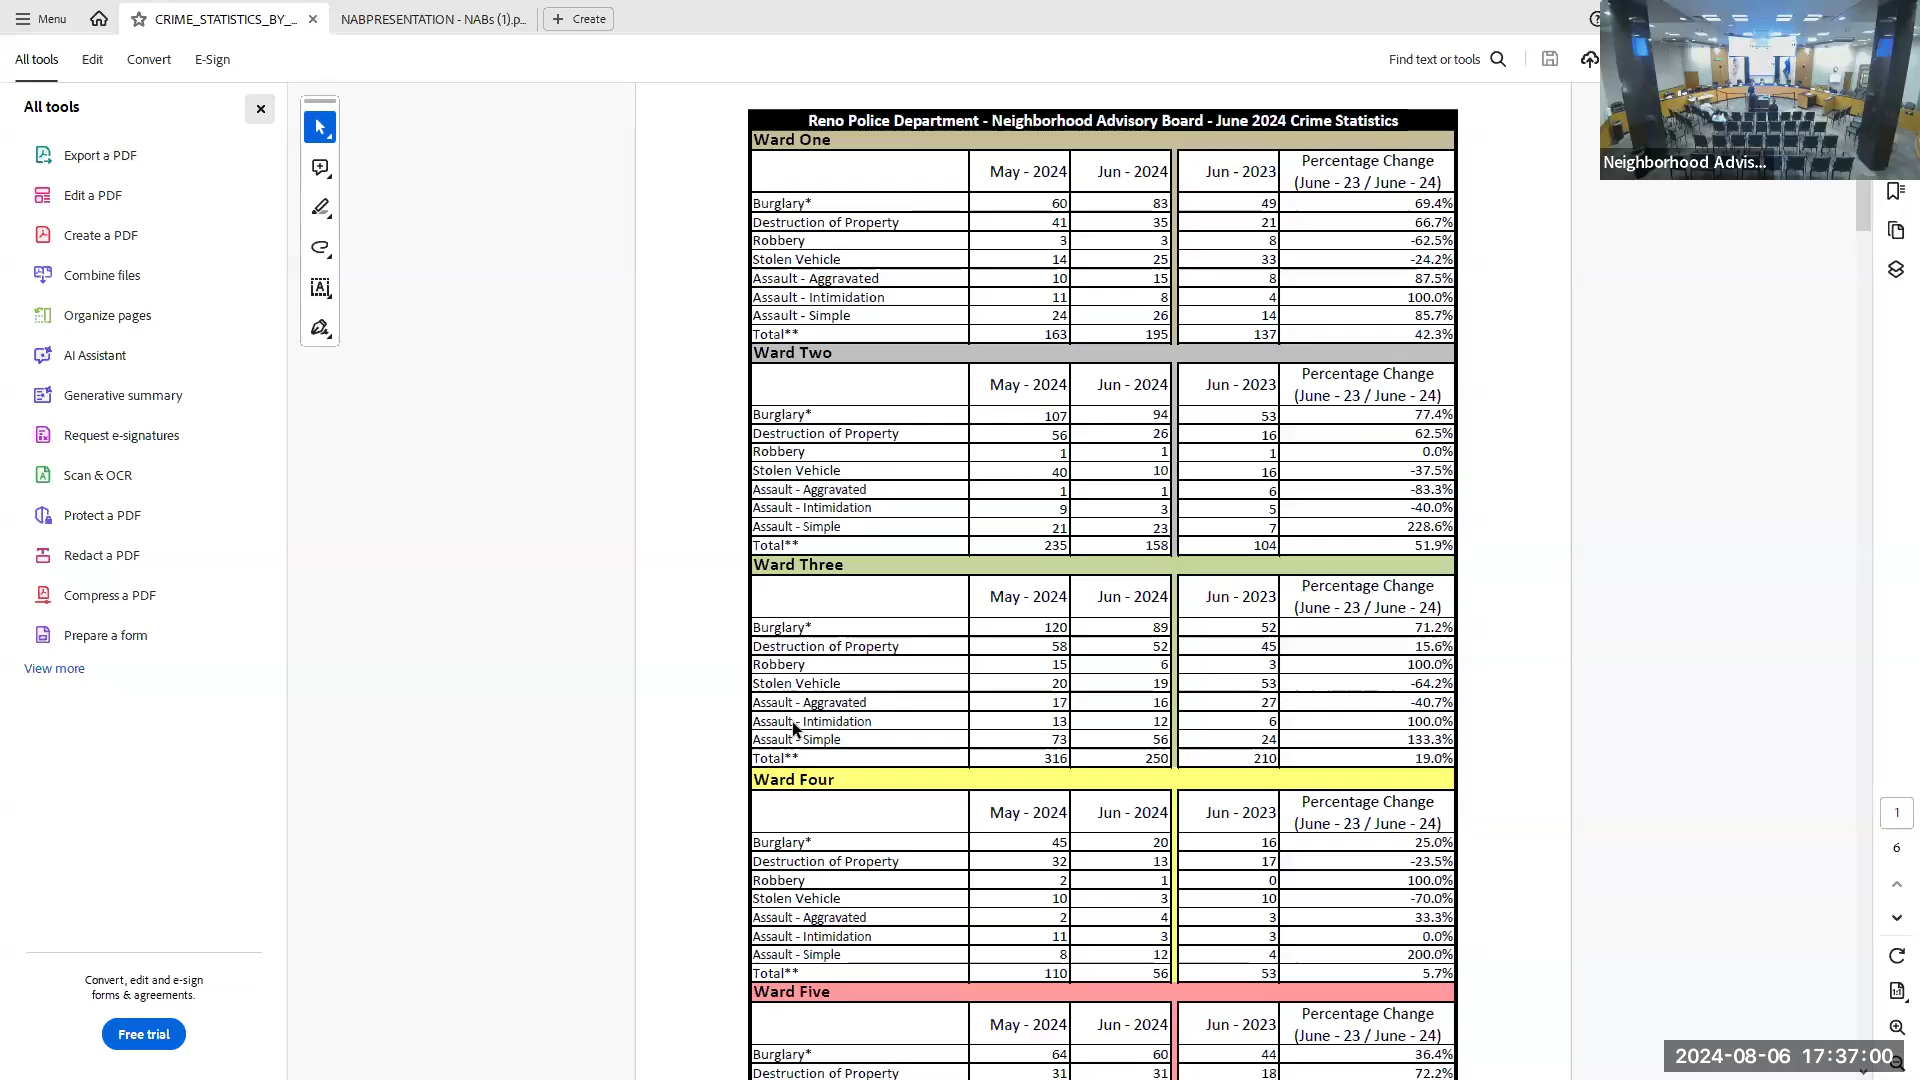 Menu
CRIME_STATISTICS_BY_...
NABPRESENTATION - NABs (1).p...
Create
All tools
Edit
Convert
E-Sign
Find text or tools
All tools
Export a PDF
Edit a PDF
Create a PDF
Combine files
Organize pages
AI Assistant
Generative summary
Request e-signatures
Scan & OCR
Protect a PDF
Redact a PDF
Compress a PDF
Prepare a form
View more
Convert, edit and e-sign
forms & agreements.
Free trial
Reno Police Department - Neighborhood Advisory Board - June 2024 Crime Statistics
Ward One
May - 2024 Jun - 2024 Jun - 2023 Percentage Change
(June - 23 / June - 24)
Burglary* 60 83 49 69.4%
Destruction of Property 41 35 21 66.7%
Robbery 3 3 8 -62.5%
Stolen Vehicle 14 25 33 -24.2%
Assault - Aggravated 10 15 8 87.5%
Assault - Intimidation 11 8 4 100.0%
Assault - Simple 24 26 14 85.7%
Total** 163 195 137 42.3%
Ward Two
May - 2024 Jun - 2024 Jun - 2023 Percentage Change
(June - 23 / June - 24)
Burglary* 107 94 53 77.4%
Destruction of Property 56 26 16 62.5%
Robbery 1 1 1 0.0%
Stolen Vehicle 40 10 16 -37.5%
Assault - Aggravated 1 1 6 -83.3%
Assault - Intimidation 9 3 5 -40.0%
Assault - Simple 21 23 7 228.6%
Total** 235 158 104 51.9%
Ward Three
May - 2024 Jun - 2024 Jun - 2023 Percentage Change
(June - 23 / June - 24)
Burglary* 120 89 52 71.2%
Destruction of Property 58 52 45 15.6%
Robbery 15 6 3 100.0%
Stolen Vehicle 20 19 53 -64.2%
Assault - Aggravated 17 16 27 -40.7%
Assault - Intimidation 13 12 6 100.0%
Assault - Simple 73 56 24 133.3%
Total** 316 250 210 19.0%
Ward Four
May - 2024 Jun - 2024 Jun - 2023 Percentage Change
(June - 23 / June - 24)
Burglary* 45 20 16 25.0%
Destruction of Property 32 13 17 -23.5%
Robbery 2 1 0 100.0%
Stolen Vehicle 10 3 10 -70.0%
Assault - Aggravated 2 4 3 33.3%
Assault - Intimidation 11 3 3 0.0%
Assault - Simple 8 12 4 200.0%
Total** 110 56 53 5.7%
Ward Five
May - 2024 Jun - 2024 Jun - 2023 Percentage Change
(June - 23 / June - 24)
Burglary* 64 60 44 36.4%
Destruction of Property 31 31 18 72.2%
Neighborhood Advis...
1
6
2024-08-06 17:37:00